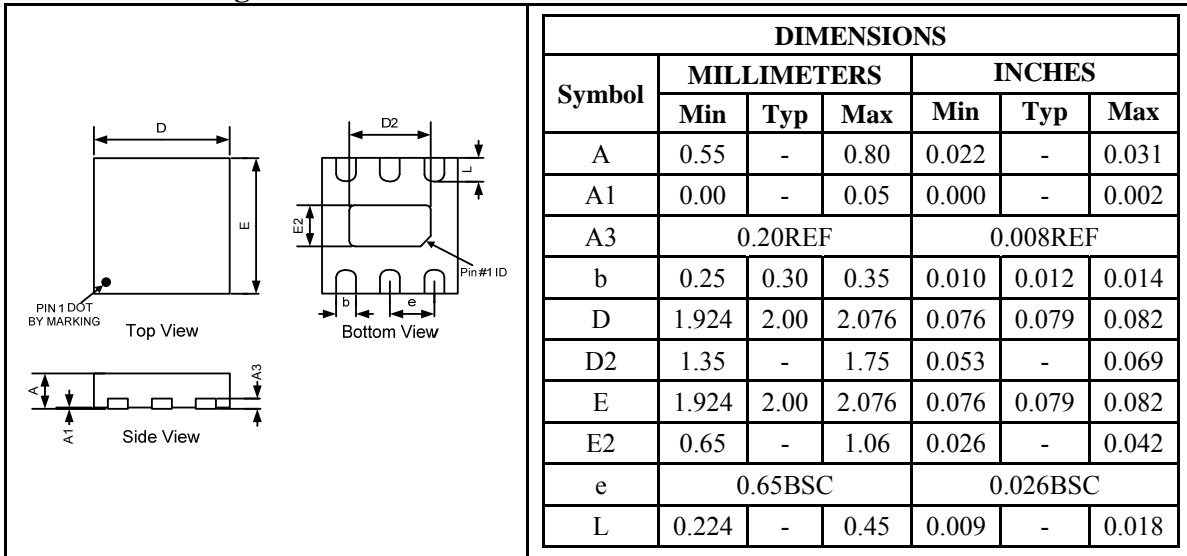 D
E
PIN 1 DOT
BY MARKING
Top View
D2
L
E2
Pin #1 ID
b
e
Bottom View
A
A1
A3
Side View
DIMENSIONS
Symbol MILLIMETERS INCHES
Min Typ Max Min Typ Max
A 0.55 - 0.80 0.022 - 0.031
A1 0.00 - 0.05 0.000 - 0.002
A3 0.20REF 0.008REF
b 0.25 0.30 0.35 0.010 0.012 0.014
D 1.924 2.00 2.076 0.076 0.079 0.082
D2 1.35 - 1.75 0.053 - 0.069
E 1.924 2.00 2.076 0.076 0.079 0.082
E2 0.65 - 1.06 0.026 - 0.042
e 0.65BSC 0.026BSC
L 0.224 - 0.45 0.009 - 0.018